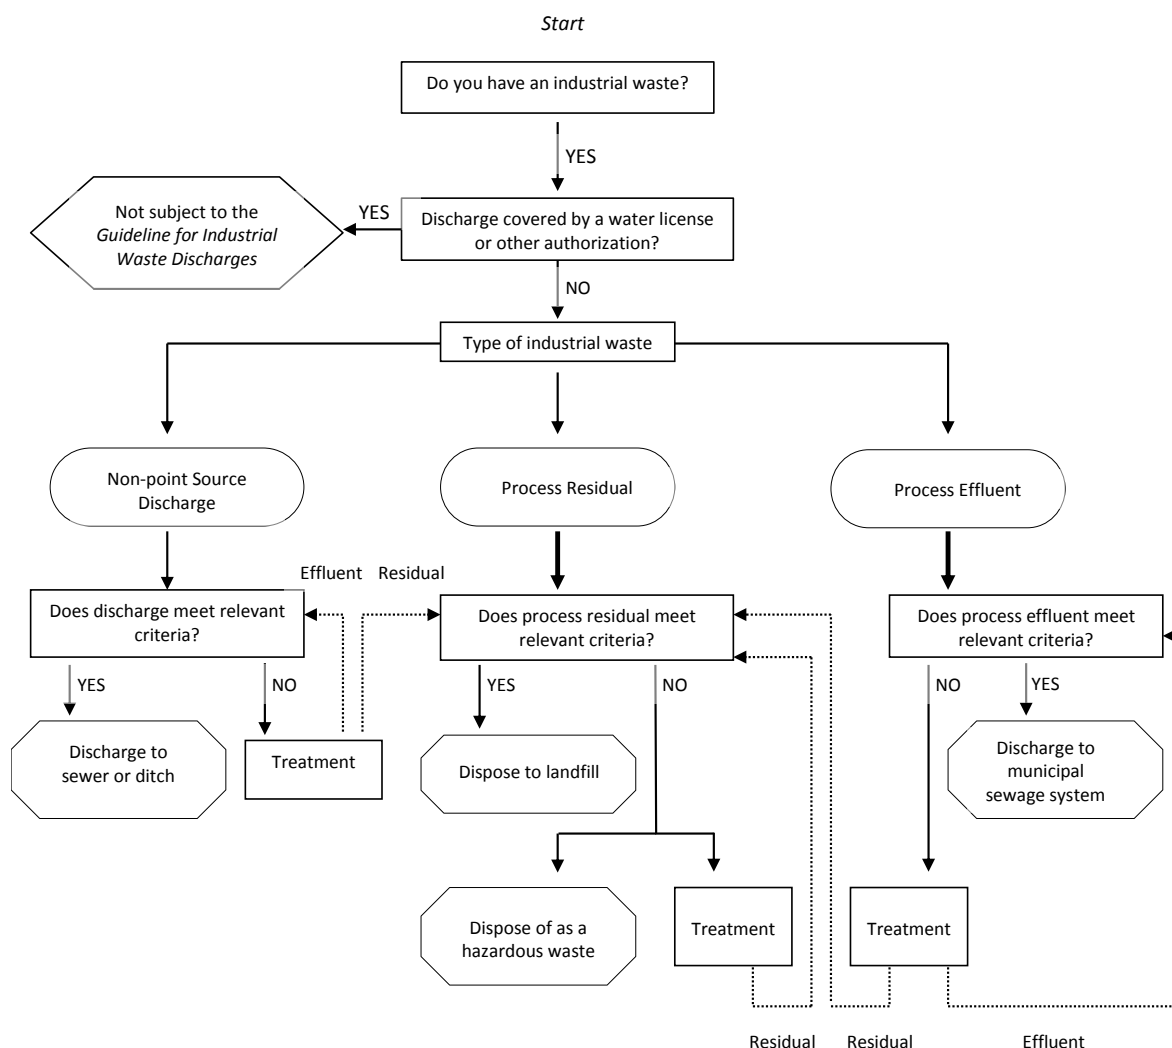 Start
Do you have an industrial waste?
YES
Not subject to the
Guideline for Industrial
Waste Discharges
YES
Discharge covered by a water license
or other authorization?
NO
Type of industrial waste
Non-point Source
Discharge
Process Residual
Process Effluent
Effluent
Residual
Does discharge meet relevant
criteria?
Does process residual meet
relevant criteria?
Does process effluent meet
relevant criteria?
YES
NO
YES
NO
NO
YES
Discharge to
sewer or ditch
Treatment
Dispose to landfill
Discharge to
municipal
sewage system
Dispose of as a
hazardous waste
Treatment
Treatment
Residual
Residual
Effluent